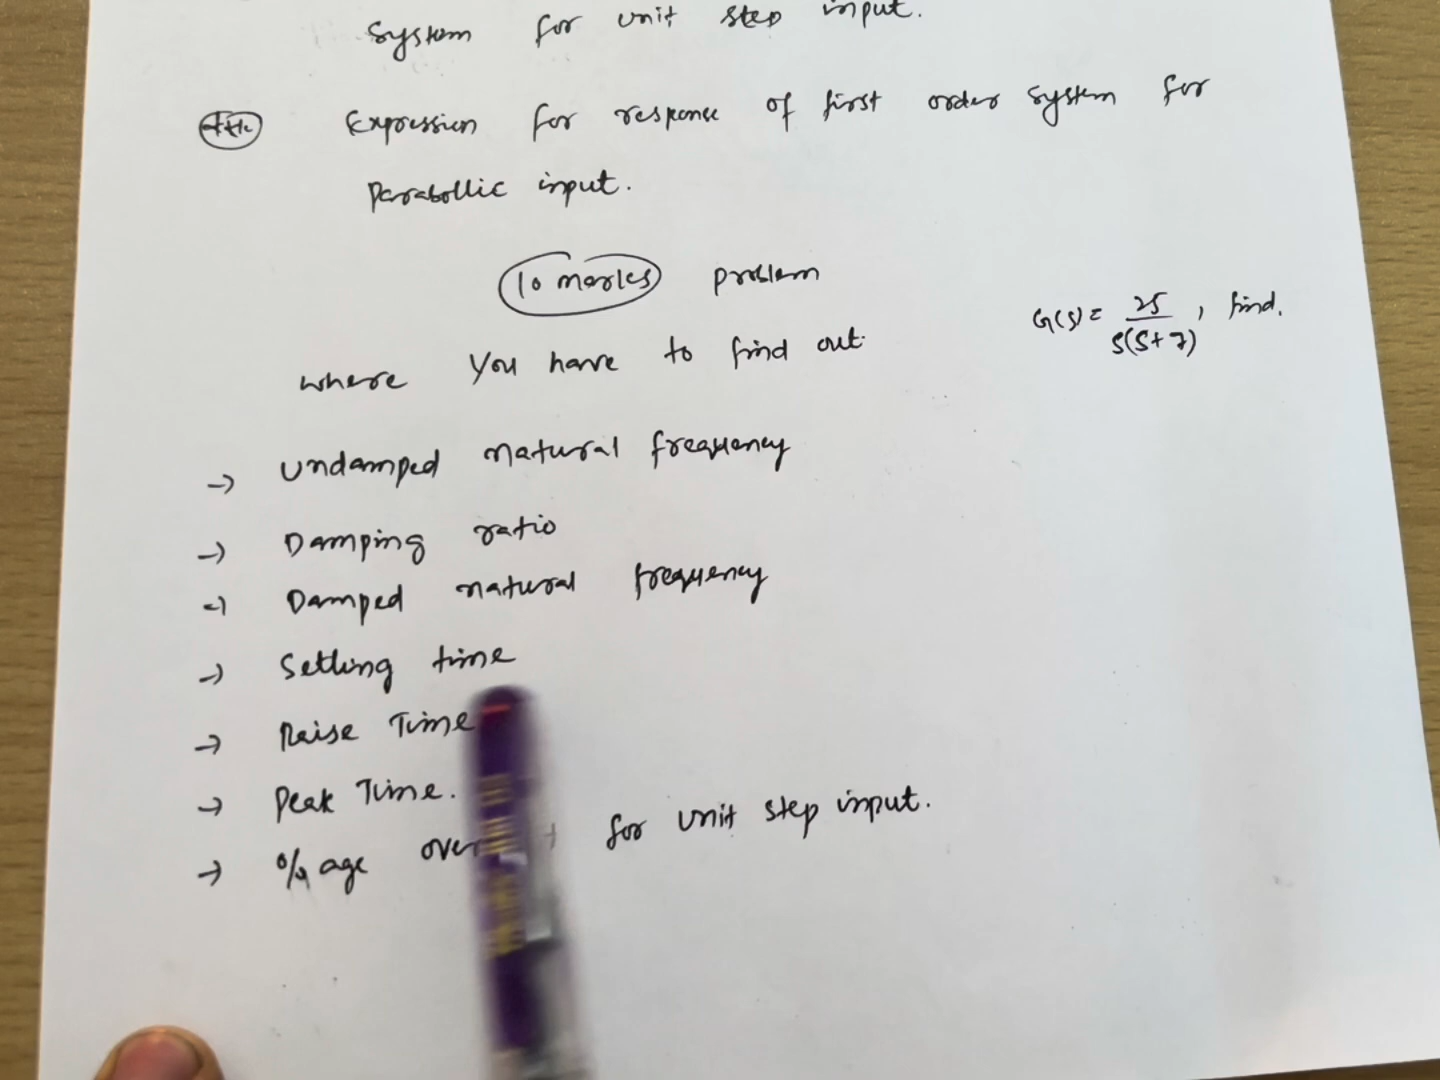 System for unit step input.
Expression for response of first order system for
Parabollic input.
10 marks problem
G(s) = 25 / s(s+7), find.
where you have to find out.
→ Undamped natural frequency
→ Damping ratio
→ Damped natural frequency
→ Setling time
→ Raise Time
→ Peak Time.
→ %age for unit step input.